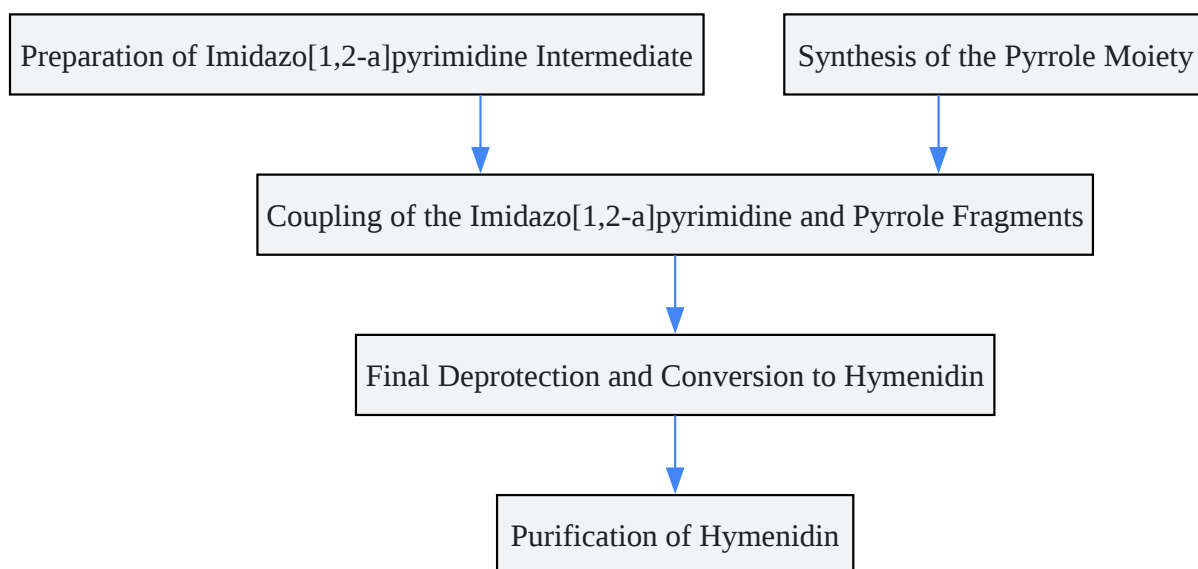 Preparation of Imidazo[1,2-a]pyrimidine Intermediate
Synthesis of the Pyrrole Moiety
Coupling of the Imidazo[1,2-a]pyrimidine and Pyrrole Fragments
Final Deprotection and Conversion to Hymenidin
Purification of Hymenidin